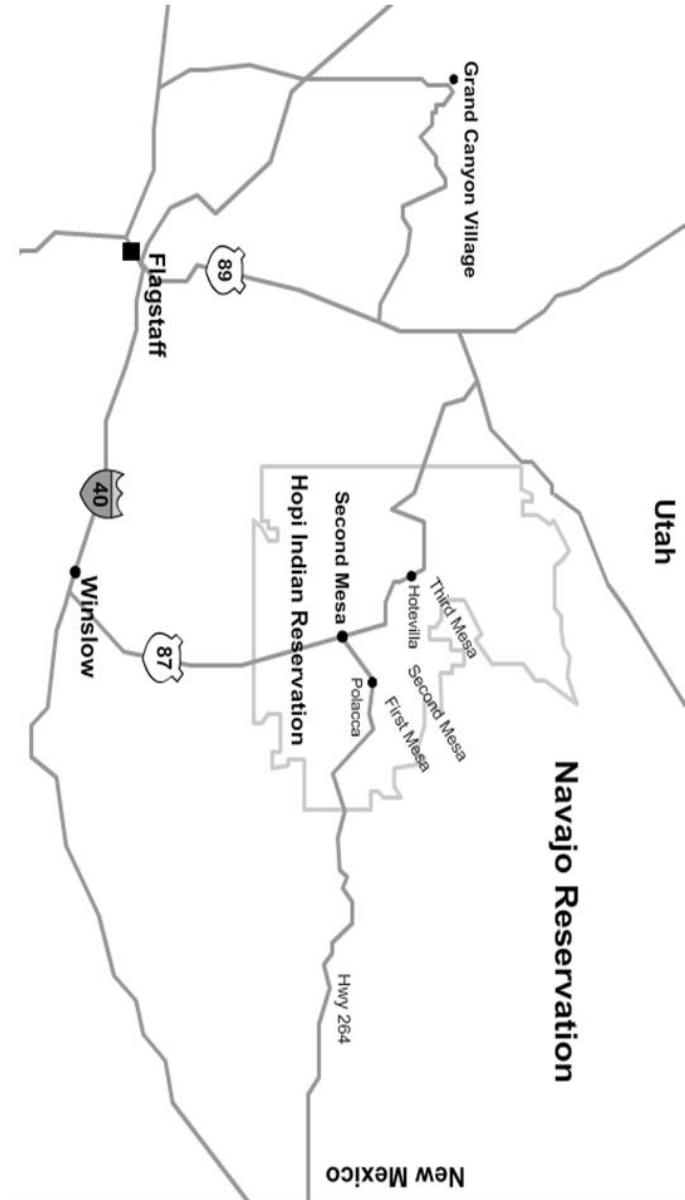 Utah
Grand Canyon Village
Navajo Reservation
Third Mesa
Hotevilla
Second Mesa
First Mesa
Second Mesa
Polacca
Hopi Indian Reservation
Hwy 264
New Mexico
89
Flagstaff
87
40
Winslow